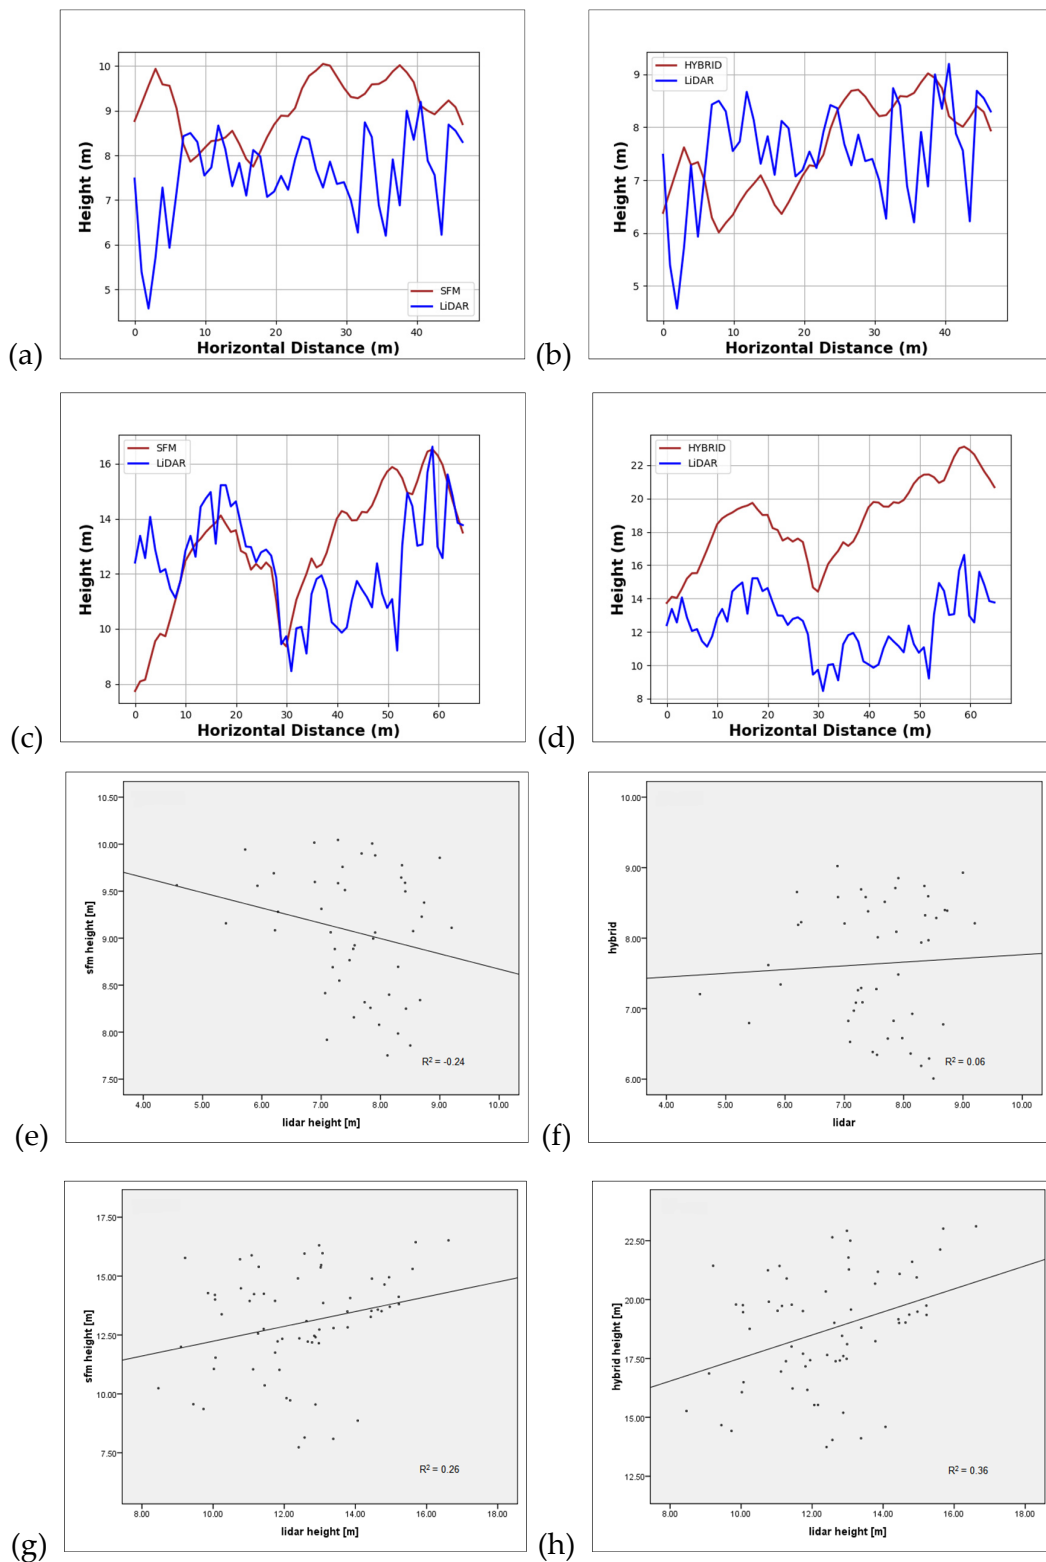 10
9
8
7
6
5
Height (m)
SFM
LiDAR
0 10 20 30 40
(a) Horizontal Distance (m)
9
8
7
6
5
Height (m)
HYBRID
LiDAR
0 10 20 30 40
(b) Horizontal Distance (m)
16
14
12
10
8
Height (m)
SFM
LiDAR
0 10 20 30 40 50 60
(c) Horizontal Distance (m)
22
20
18
16
14
12
10
8
Height (m)
HYBRID
LiDAR
0 10 20 30 40 50 60
(d) Horizontal Distance (m)
10.50
10.00
9.50
9.00
8.50
8.00
7.50
sfm height [m]
R² = -0.24
4.00 5.00 6.00 7.00 8.00 9.00 10.00
(e) lidar height [m]
10.00
9.00
8.00
7.00
6.00
hybrid
R² = 0.06
4.00 5.00 6.00 7.00 8.00 9.00 10.00
(f) lidar
17.50
15.00
12.50
10.00
7.50
sfm height [m]
R² = 0.26
8.00 10.00 12.00 14.00 16.00 18.00
(g) lidar height [m]
22.50
20.00
17.50
15.00
12.50
hybrid height [m]
R² = 0.36
8.00 10.00 12.00 14.00 16.00 18.00
(h) lidar height [m]